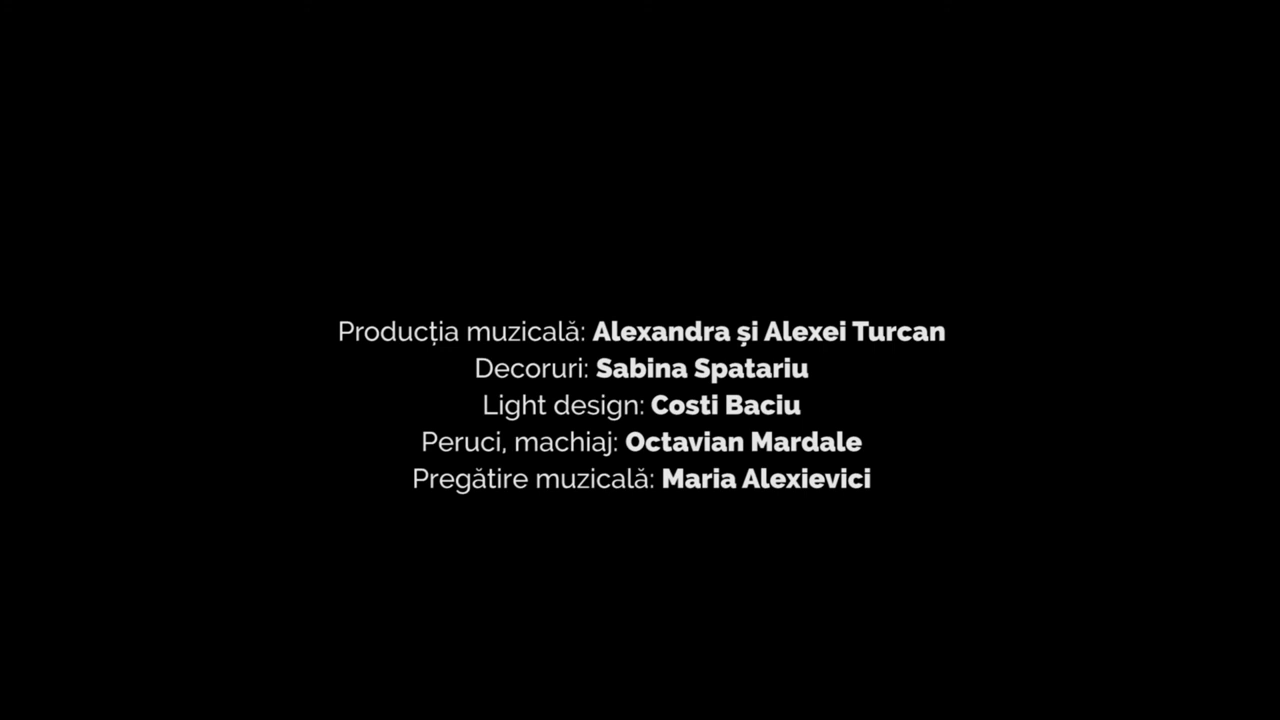 Producția muzicală: Alexandra și Alexei Turcan
Decoruri: Sabina Spatariu
Light design: Costi Baciu
Peruci, machiaj: Octavian Mardale
Pregătire muzicală: Maria Alexievici